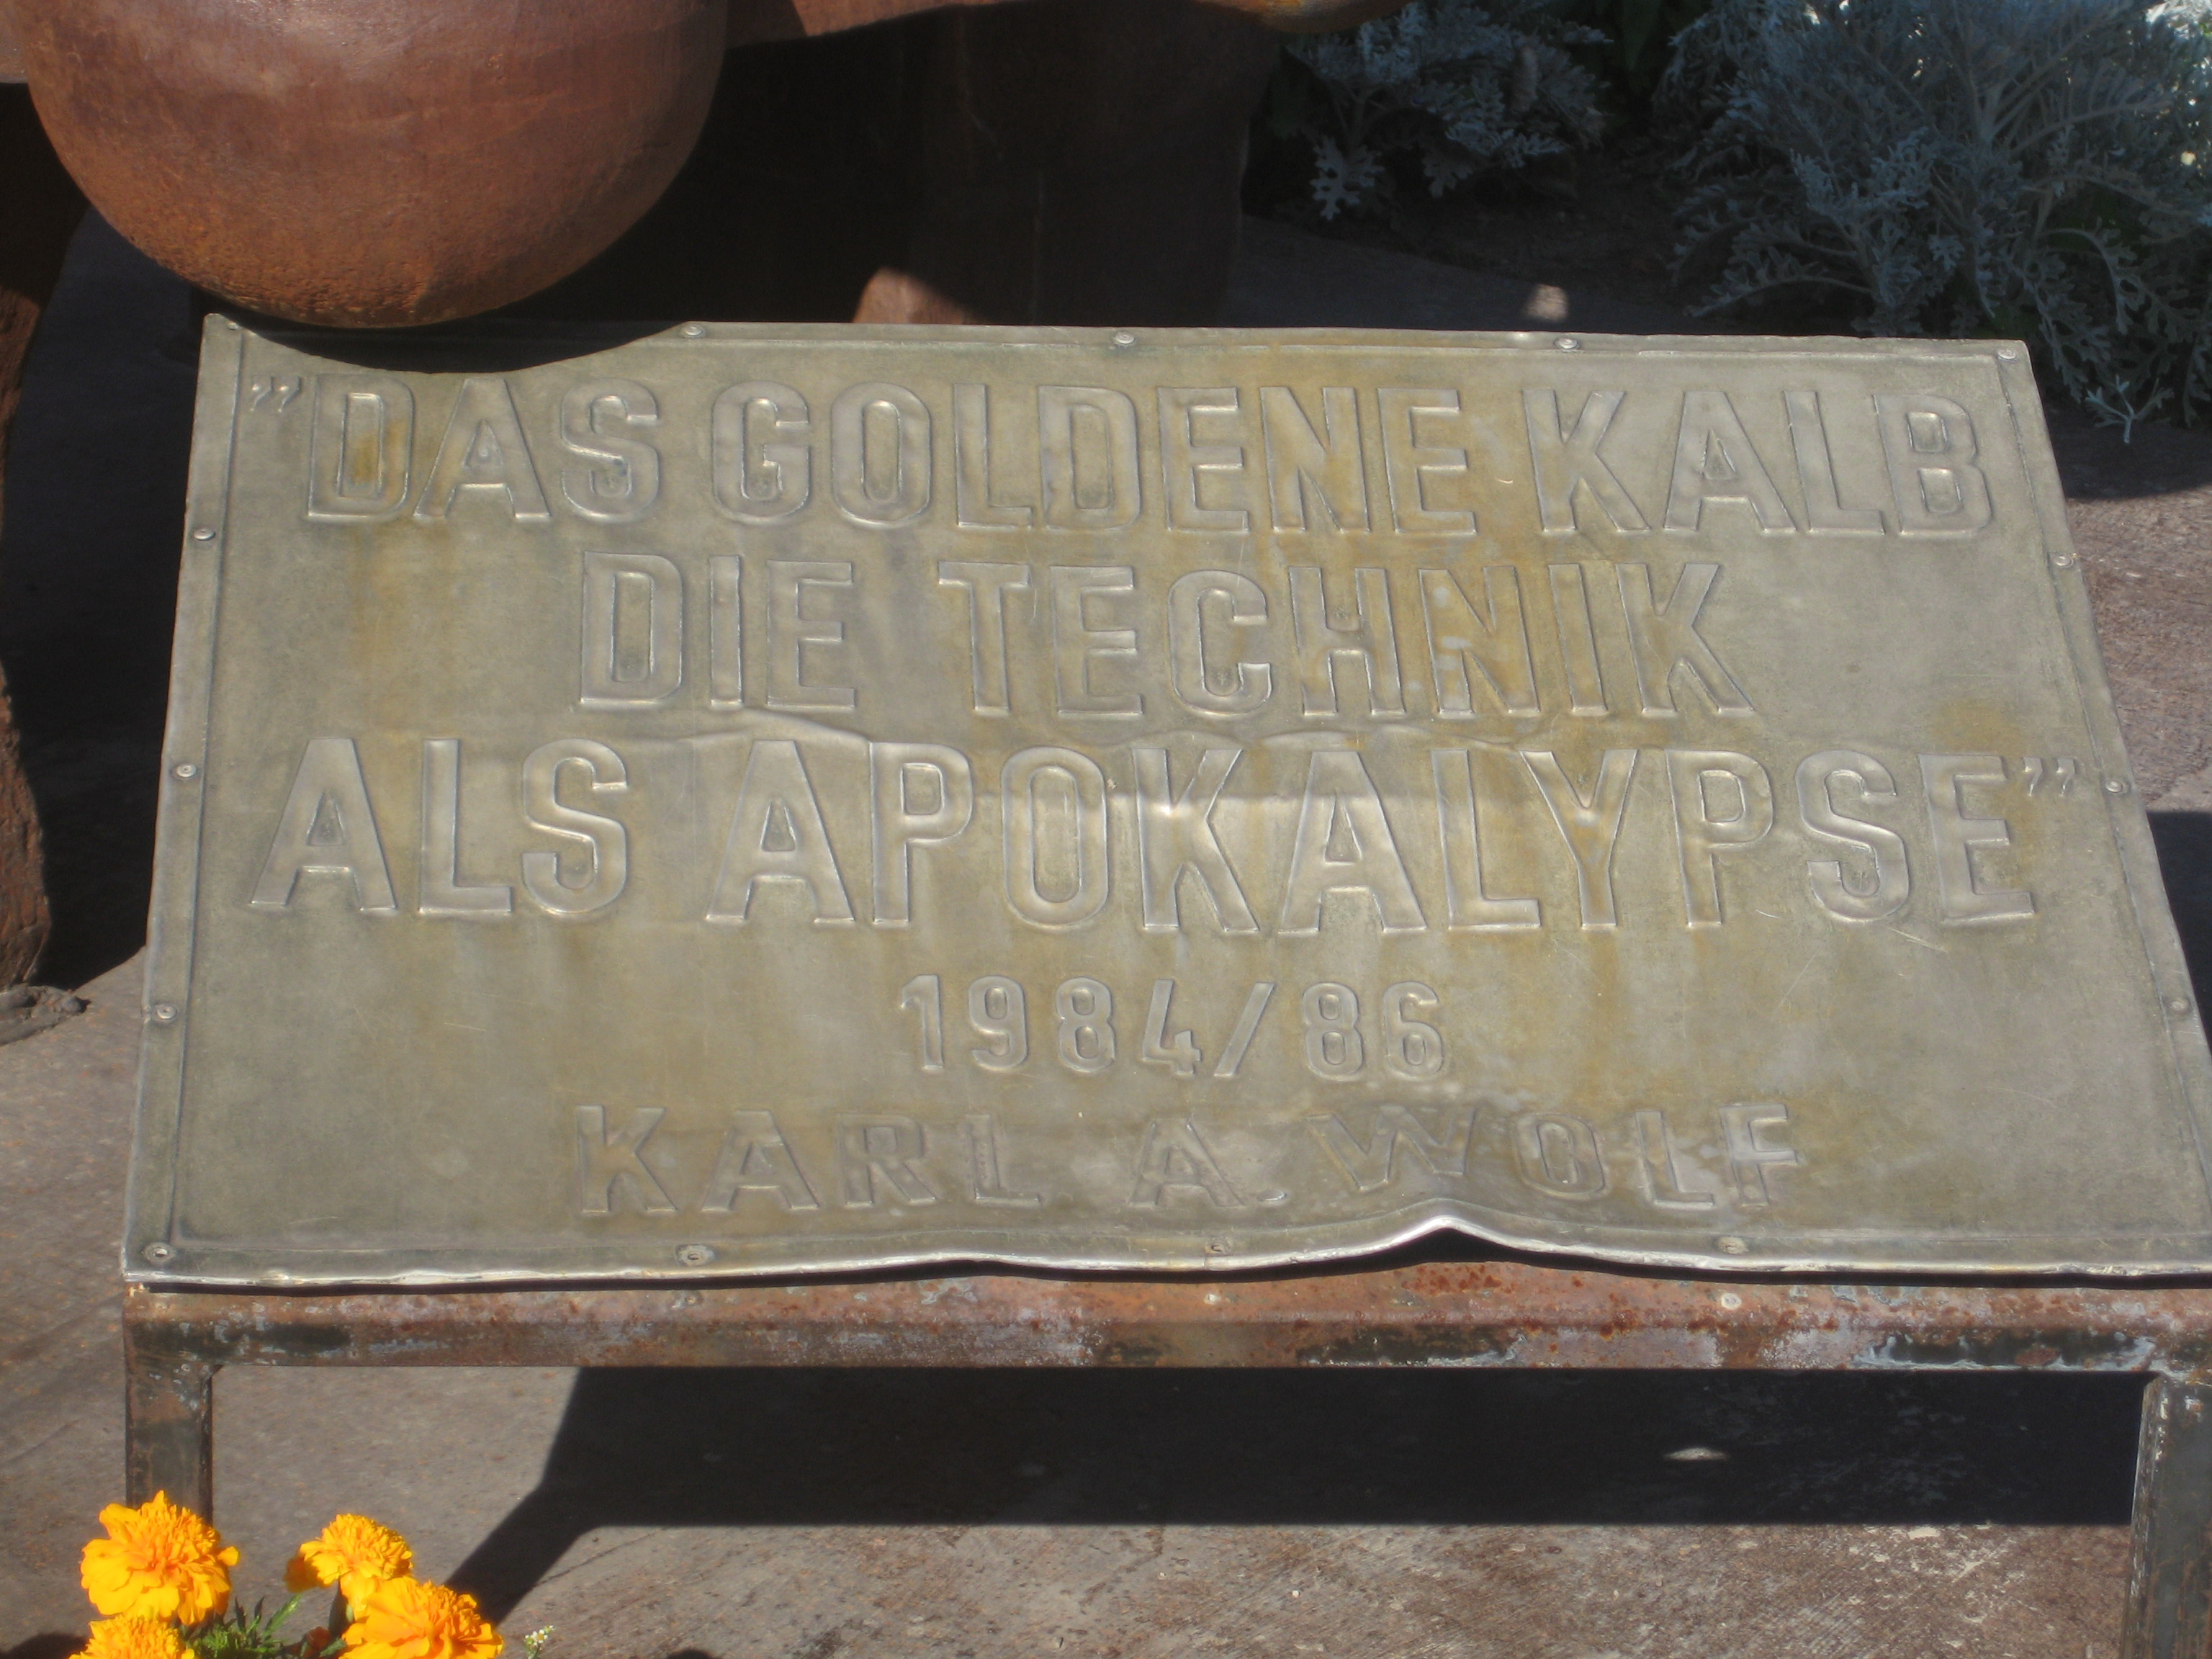 "DAS GOLDENE KALB
DIE TECHNIK
ALS APOKALYPSE"
1984/86
KARL A. WOLF